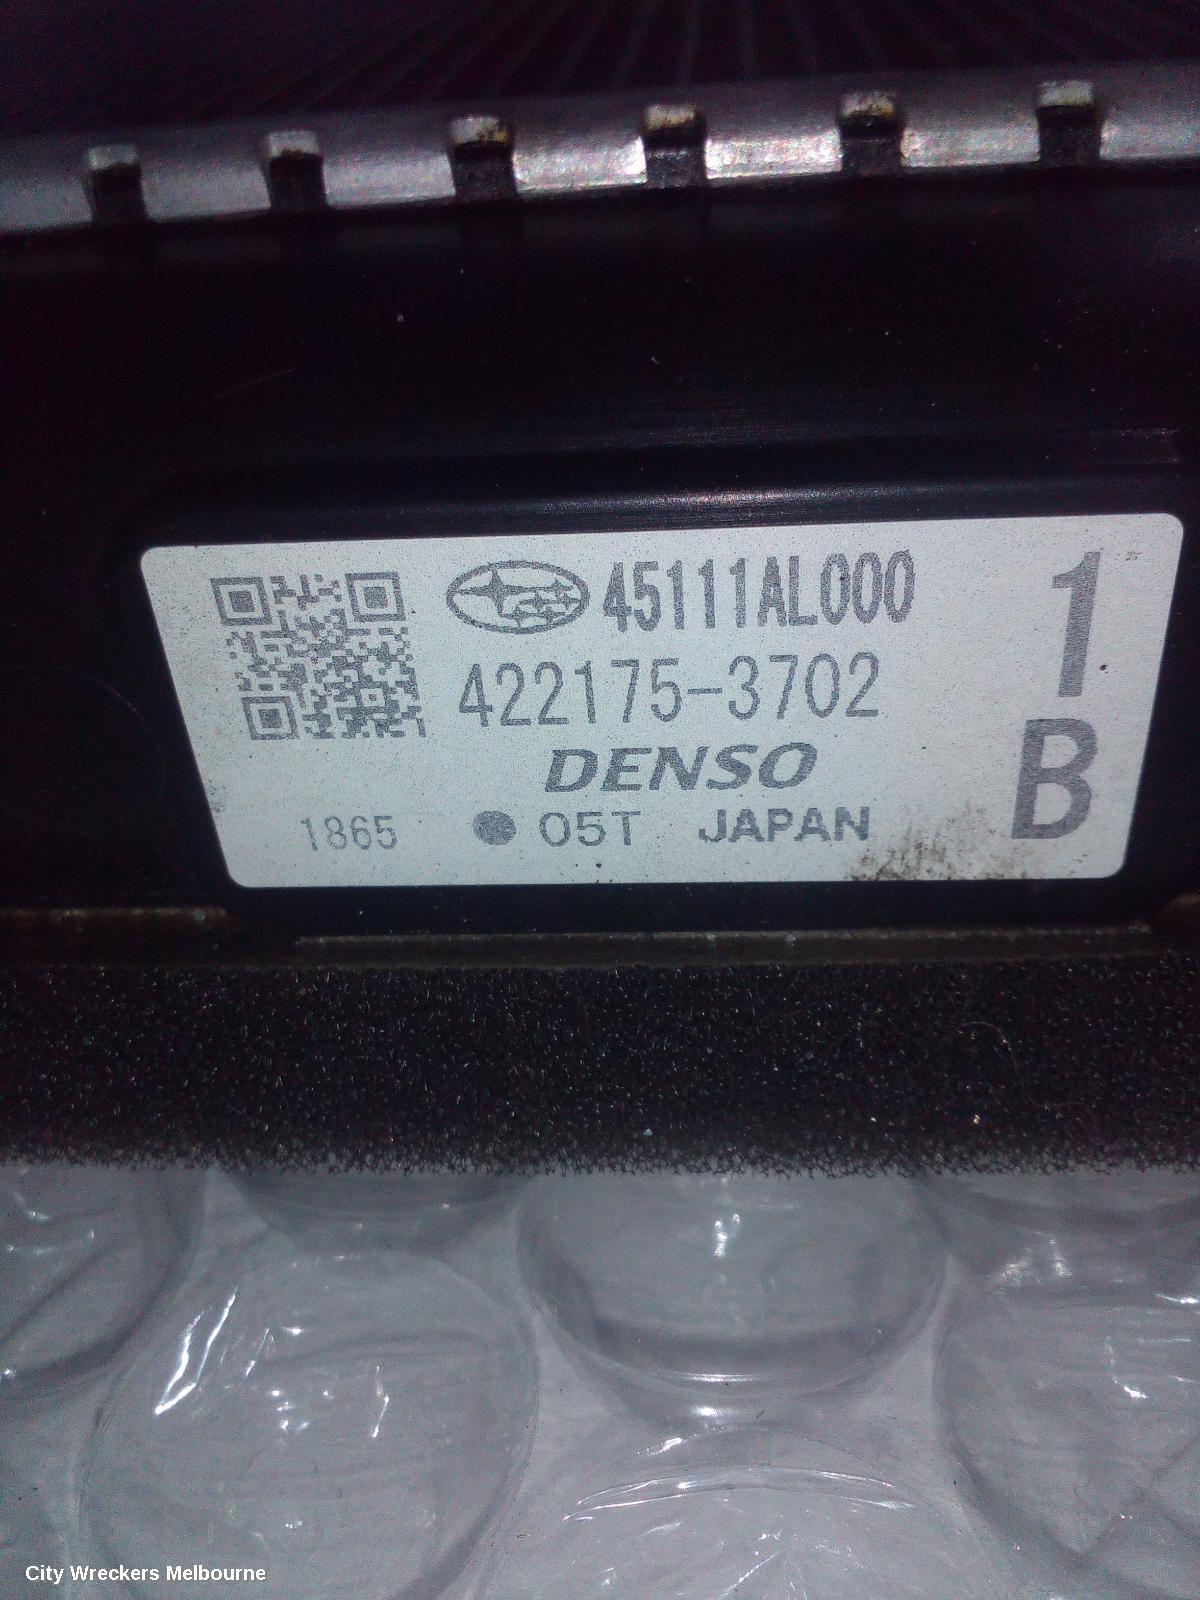 45111AL000
422175-3702
DENSO
1865 ● 05T JAPAN
1
B
City Wreckers Melbourne